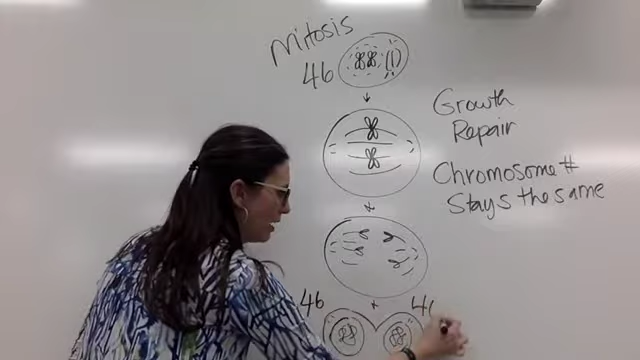 Mitosis
46
Growth
Repair
Chromosome #
Stays the same
46